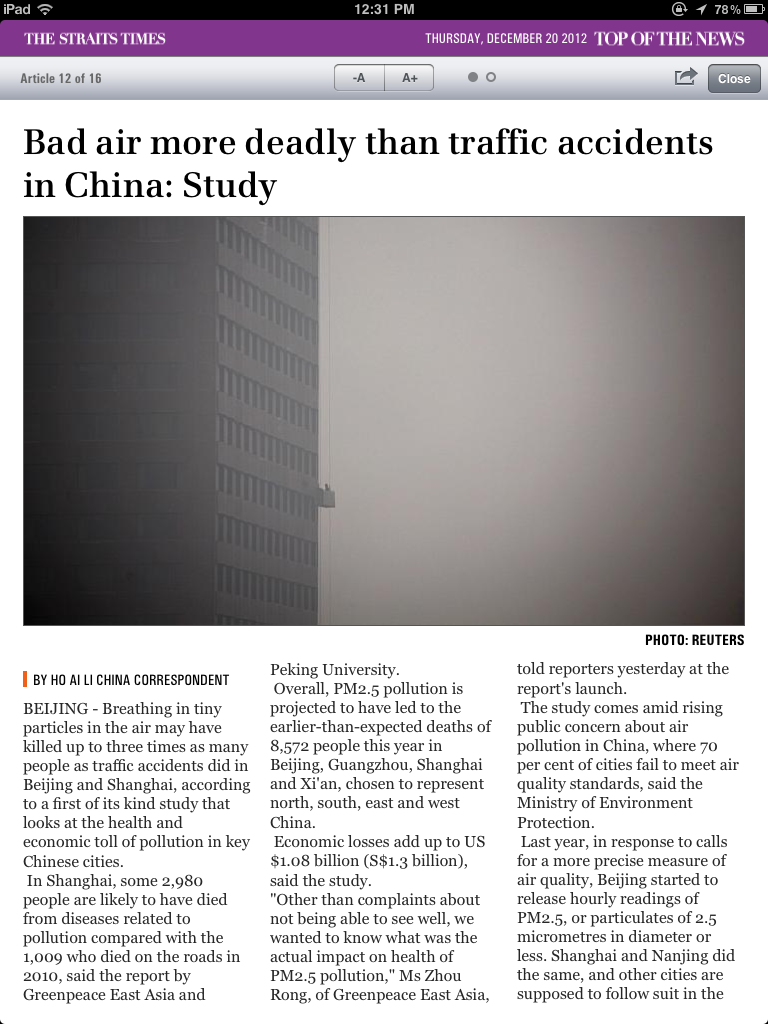 iPad
12:31 PM
78%
THE STRAITS TIMES
THURSDAY, DECEMBER 20 2012 TOP OF THE NEWS
Article 12 of 16
-A
A+
Close
Bad air more deadly than traffic accidents
in China: Study
PHOTO: REUTERS
BY HO AI LI CHINA CORRESPONDENT
BEIJING - Breathing in tiny
particles in the air may have
killed up to three times as many
people as traffic accidents did in
Beijing and Shanghai, according
to a first of its kind study that
looks at the health and
economic toll of pollution in key
Chinese cities.
In Shanghai, some 2,980
people are likely to have died
from diseases related to
pollution compared with the
1,009 who died on the roads in
2010, said the report by
Greenpeace East Asia and
Peking University.
Overall, PM2.5 pollution is
projected to have led to the
earlier-than-expected deaths of
8,572 people this year in
Beijing, Guangzhou, Shanghai
and Xi'an, chosen to represent
north, south, east and west
China.
Economic losses add up to US
$1.08 billion (S$1.3 billion),
said the study.
"Other than complaints about
not being able to see well, we
wanted to know what was the
actual impact on health of
PM2.5 pollution," Ms Zhou
Rong, of Greenpeace East Asia,
told reporters yesterday at the
report's launch.
The study comes amid rising
public concern about air
pollution in China, where 70
per cent of cities fail to meet air
quality standards, said the
Ministry of Environment
Protection.
Last year, in response to calls
for a more precise measure of
air quality, Beijing started to
release hourly readings of
PM2.5, or particulates of 2.5
micrometres in diameter or
less. Shanghai and Nanjing did
the same, and other cities are
supposed to follow suit in the